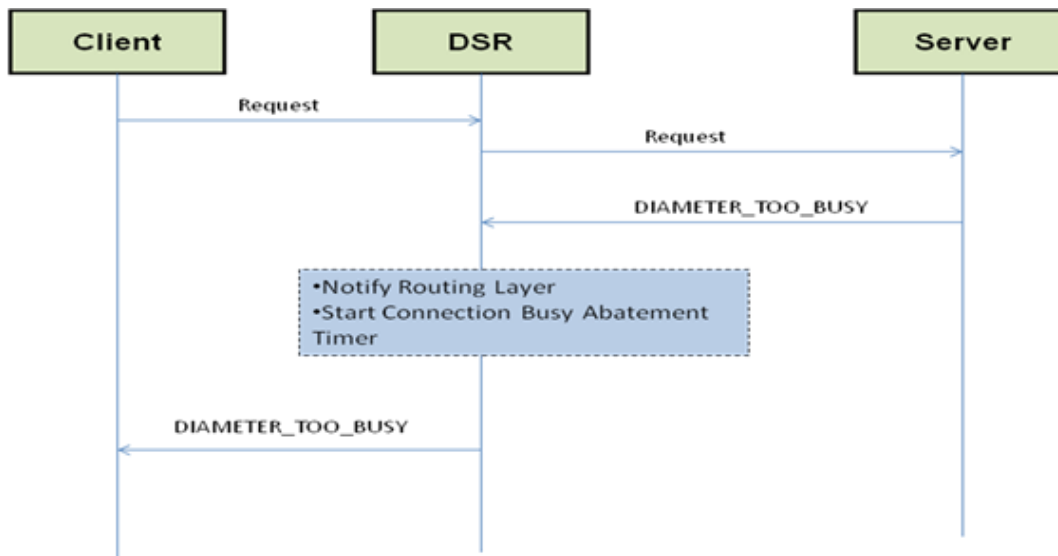 Client
DSR
Server
Request
Request
DIAMETER_TOO_BUSY
•Notify Routing Layer
•Start Connection Busy Abatement
Timer
DIAMETER_TOO_BUSY